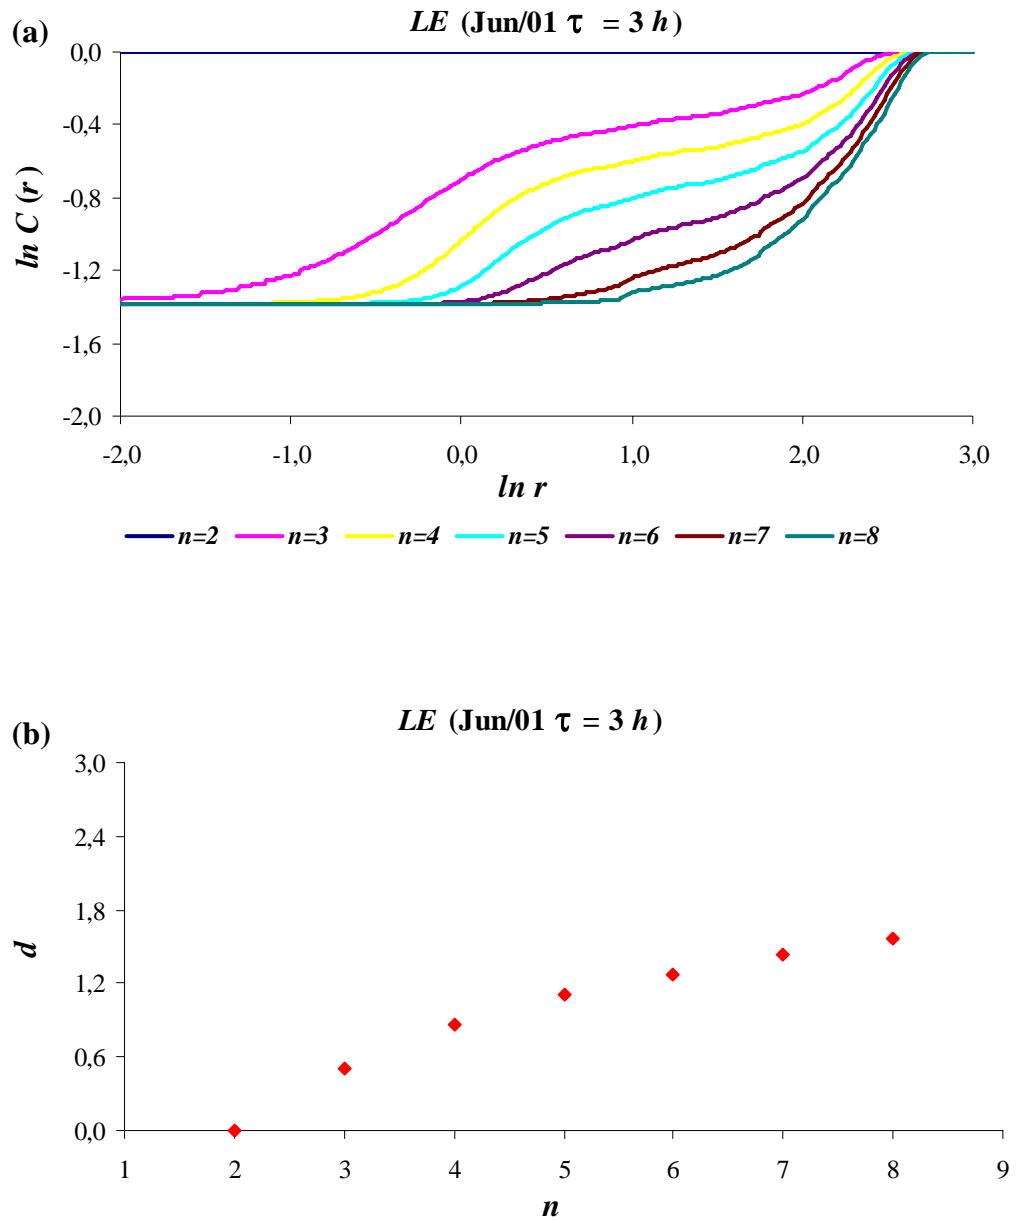 (a)
LE (Jun/01 τ = 3 h)
0,0
-0,4
-0,8
-1,2
-1,6
-2,0
ln C (r)
-2,0 -1,0 0,0 1,0 2,0 3,0
ln r
n=2 n=3 n=4 n=5 n=6 n=7 n=8
(b)
LE (Jun/01 τ = 3 h)
3,0
2,4
1,8
1,2
0,6
0,0
d
1 2 3 4 5 6 7 8 9
n